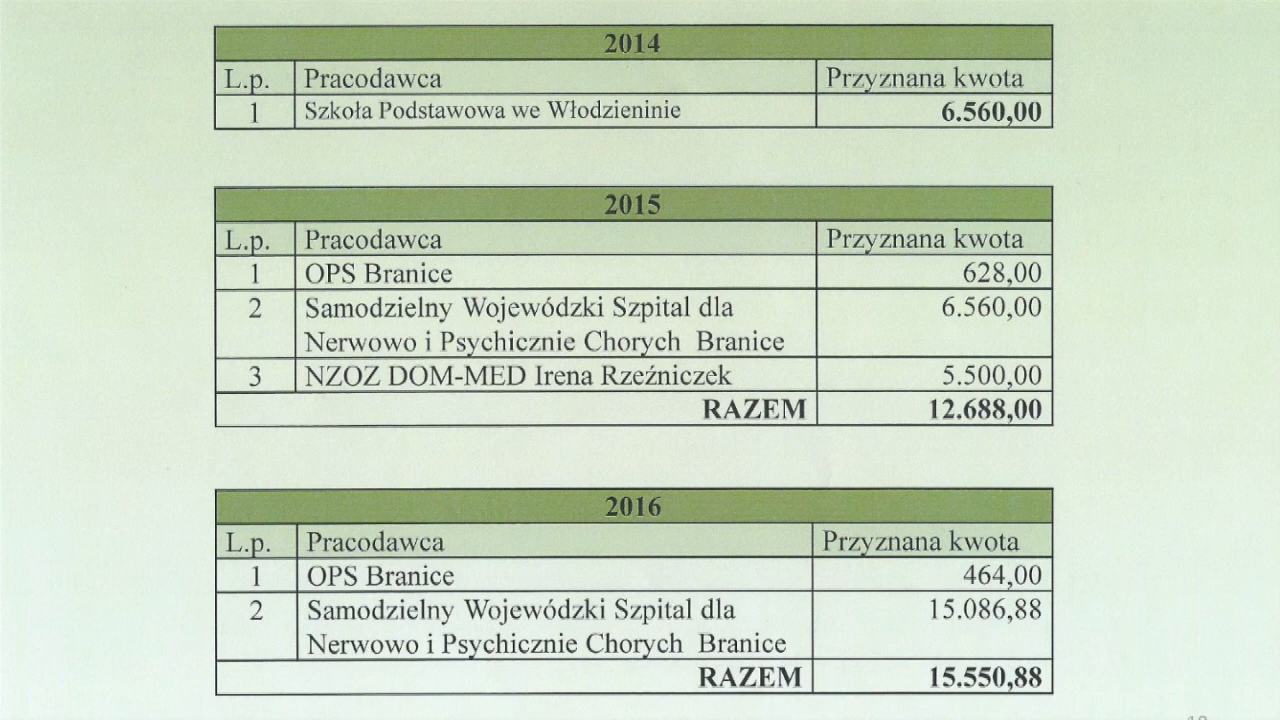 2014
L.p. Pracodawca Przyznana kwota
1 Szkoła Podstawowa we Włodzieninie 6.560,00
2015
L.p. Pracodawca Przyznana kwota
1 OPS Branice 628,00
2 Samodzielny Wojewódzki Szpital dla 6.560,00
Nerwowo i Psychicznie Chorych Branice
3 NZOZ DOM-MED Irena Rzeźniczek 5.500,00
RAZEM 12.688,00
2016
L.p. Pracodawca Przyznana kwota
1 OPS Branice 464,00
2 Samodzielny Wojewódzki Szpital dla 15.086,88
Nerwowo i Psychicznie Chorych Branice
RAZEM 15.550,88